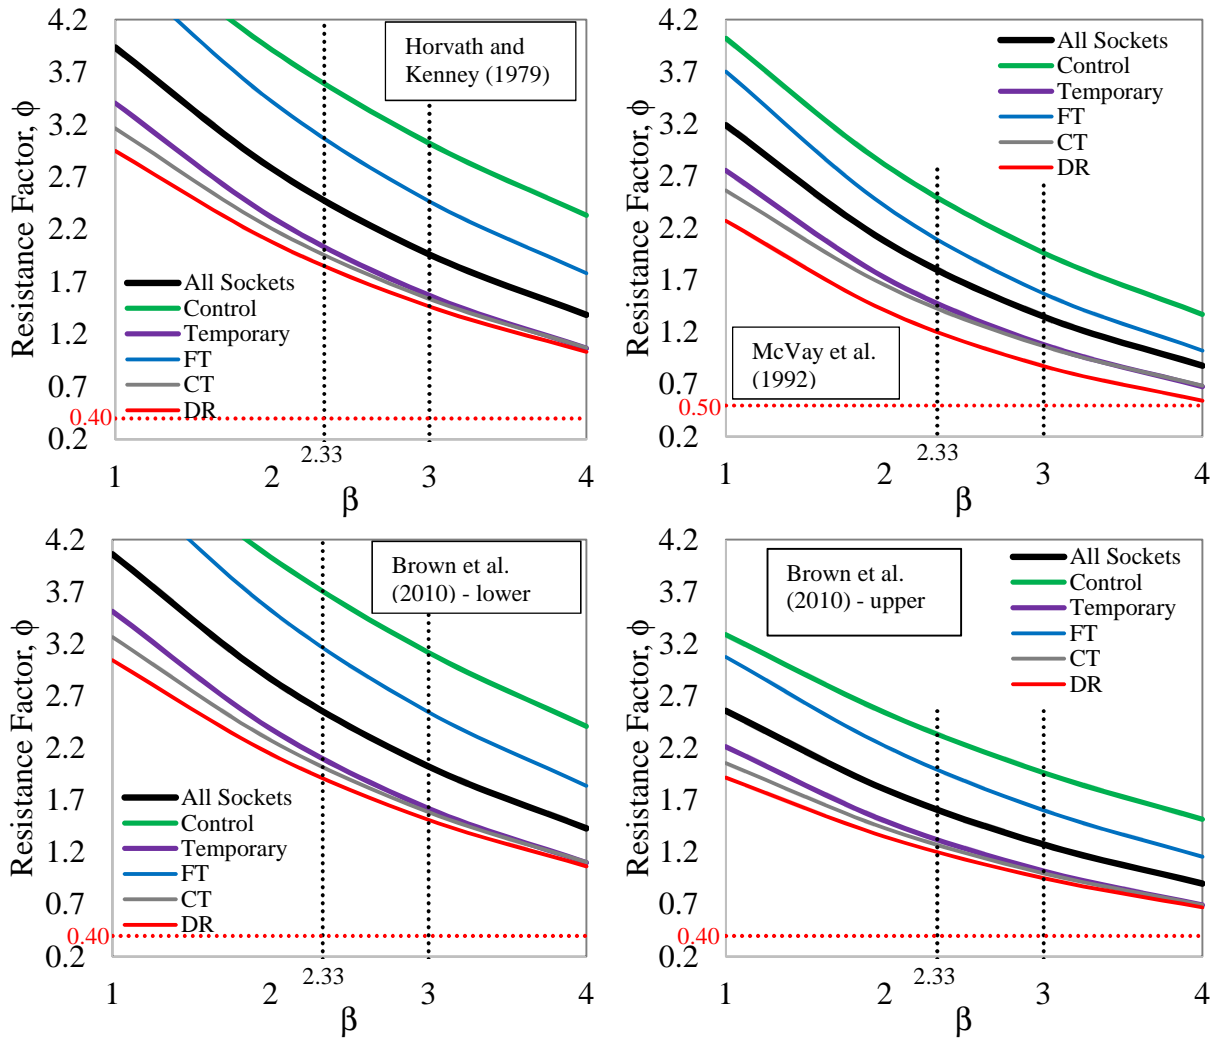 4.2
3.7
3.2
2.7
2.2
1.7
1.2
0.7
0.2
Resistance Factor, ϕ
Horvath and
Kenney (1979)
All Sockets
Control
Temporary
FT
CT
DR
0.40
2.33
1 2 3 4
β
4.2
3.7
3.2
2.7
2.2
1.7
1.2
0.7
0.2
Resistance Factor, ϕ
All Sockets
Control
Temporary
FT
CT
DR
McVay et al.
(1992)
0.50
2.33
1 2 3 4
β
4.2
3.7
3.2
2.7
2.2
1.7
1.2
0.7
0.2
Resistance Factor, ϕ
Brown et al.
(2010) - lower
All Sockets
Control
Temporary
FT
CT
DR
0.40
2.33
1 2 3 4
β
4.2
3.7
3.2
2.7
2.2
1.7
1.2
0.7
0.2
Resistance Factor, ϕ
Brown et al.
(2010) - upper
All Sockets
Control
Temporary
FT
CT
DR
0.40
2.33
1 2 3 4
β